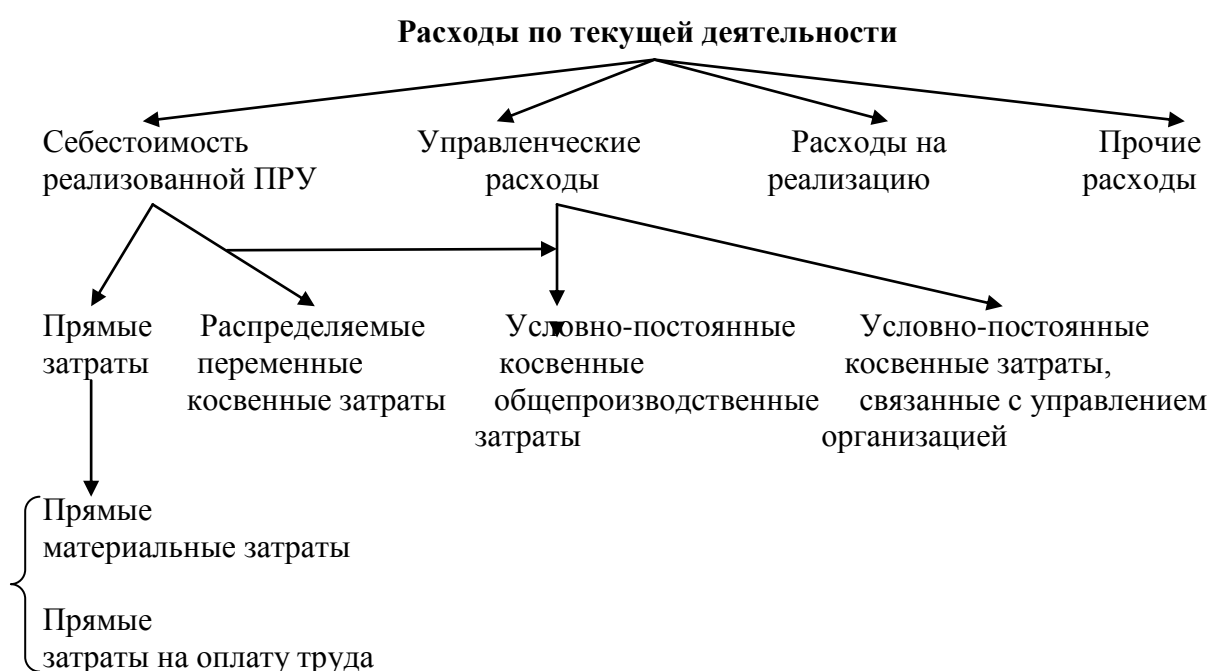 Расходы по текущей деятельности
Себестоимость Управленческие Расходы на Прочие
реализованной ПРУ расходы реализацию расходы
Прямые Распределяемые Условно-постоянные Условно-постоянные
затраты переменные косвенные косвенные затраты,
косвенные затраты общепроизводственные связанные с управлением
затраты организацией
Прямые
материальные затраты
Прямые
затраты на оплату труда